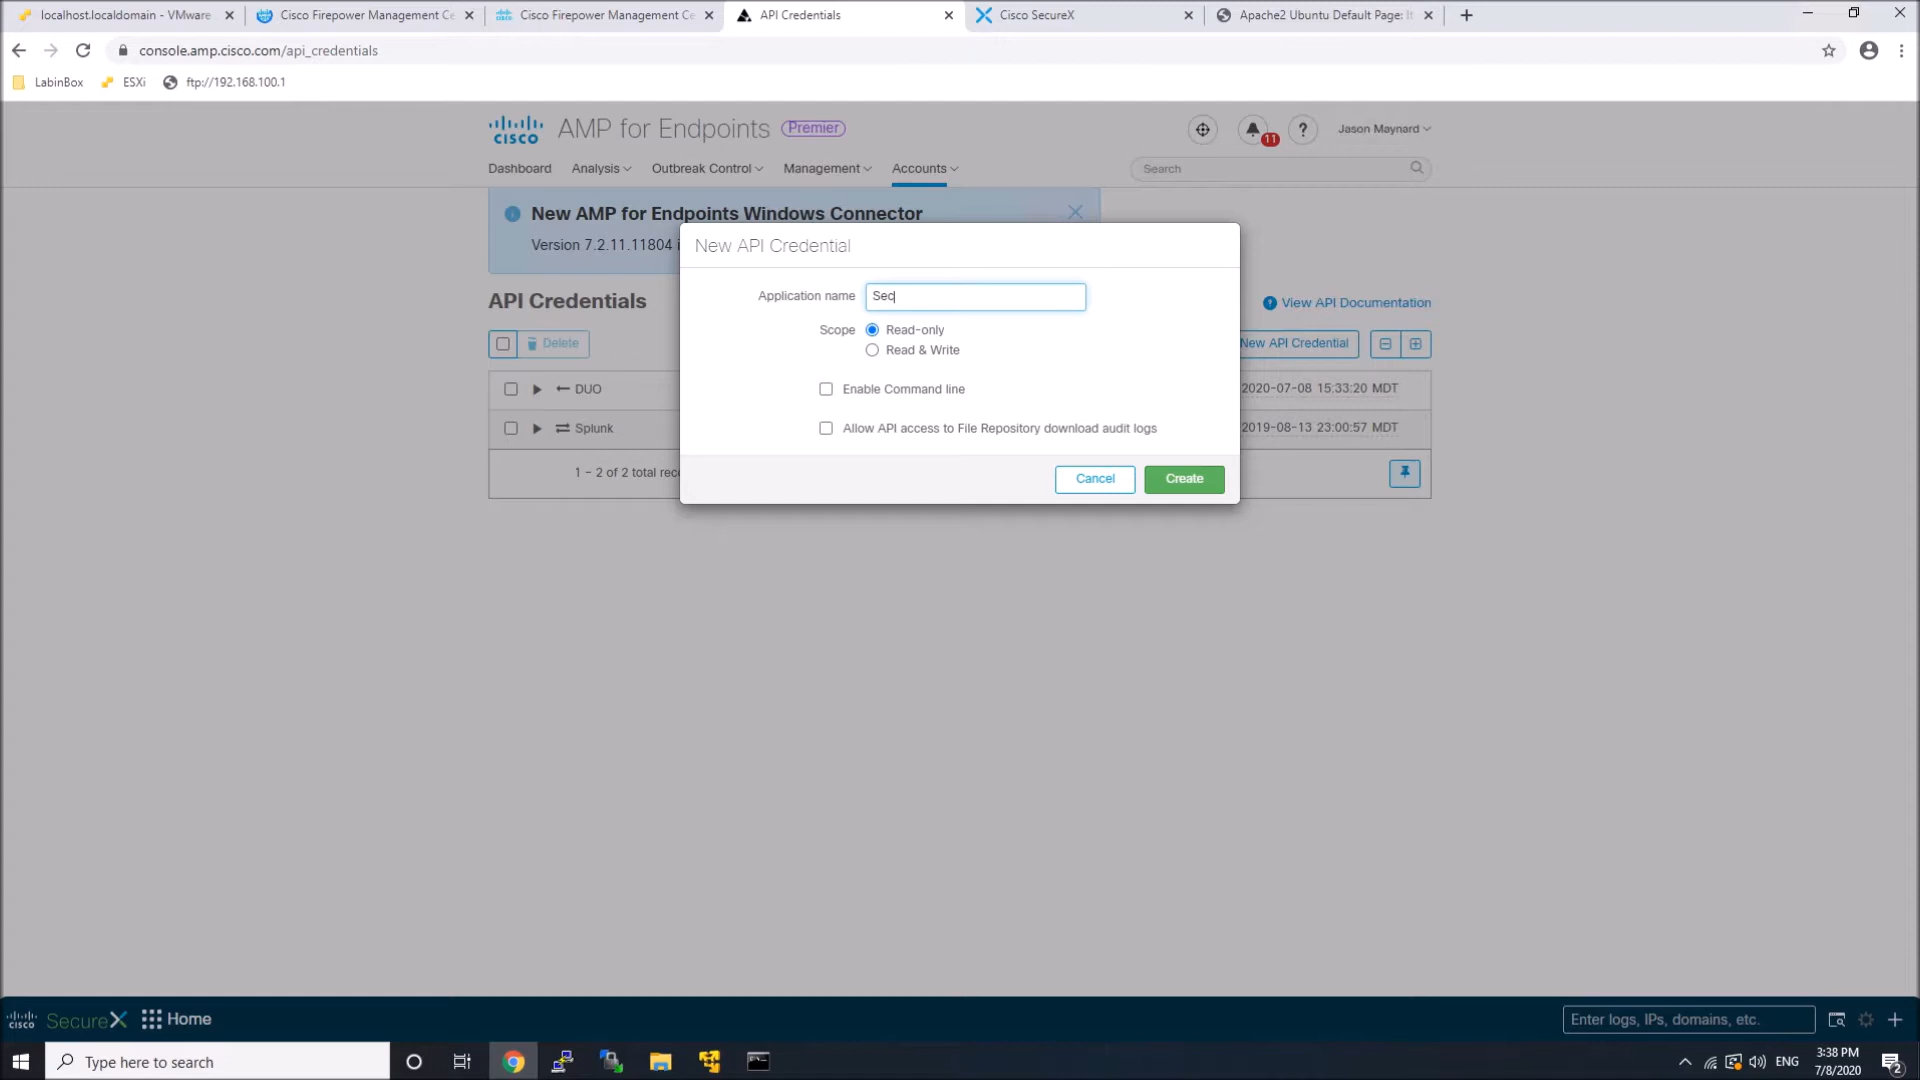 localhost.localdomain - VMware
Cisco Firepower Management Ce
Cisco Firepower Management Ce
API Credentials
Cisco SecureX
Apache2 Ubuntu Default Page: It
console.amp.cisco.com/api_credentials
LabinBox
ESXi
ftp://192.168.100.1
cisco
AMP for Endpoints
Premier
11
?
Jason Maynard
Dashboard
Analysis
Outbreak Control
Management
Accounts
Search
New AMP for Endpoints Windows Connector
Version 7.2.11.11804 i
New API Credential
Application name
Sec
API Credentials
View API Documentation
Scope
Read-only
Read & Write
Delete
New API Credential
Enable Command line
DUO
2020-07-08 15:33:20 MDT
Allow API access to File Repository download audit logs
Splunk
2019-08-13 23:00:57 MDT
1 - 2 of 2 total reco
Cancel
Create
cisco
SecureX
Home
Enter logs, IPs, domains, etc.
Type here to search
ENG
3:38 PM
7/8/2020
2